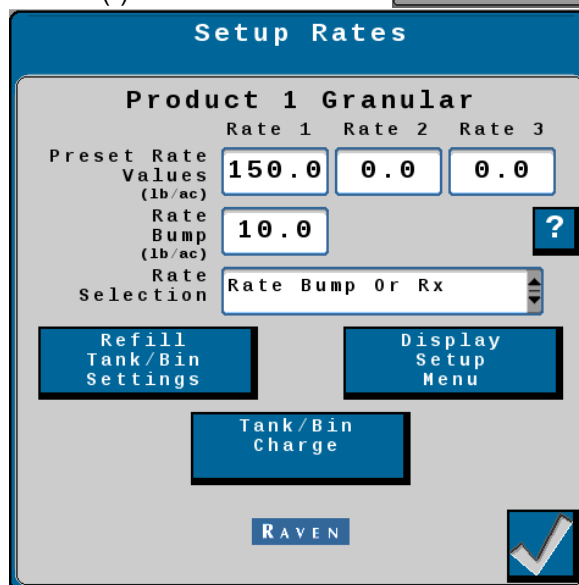 Setup Rates
Product 1 Granular
Rate 1 Rate 2 Rate 3
Preset Rate
Values
(lb/ac)
150.0 0.0 0.0
Rate
Bump
(lb/ac)
10.0
?
Rate
Selection
Rate Bump Or Rx
Refill
Tank/Bin
Settings
Display
Setup
Menu
Tank/Bin
Charge
RAVEN